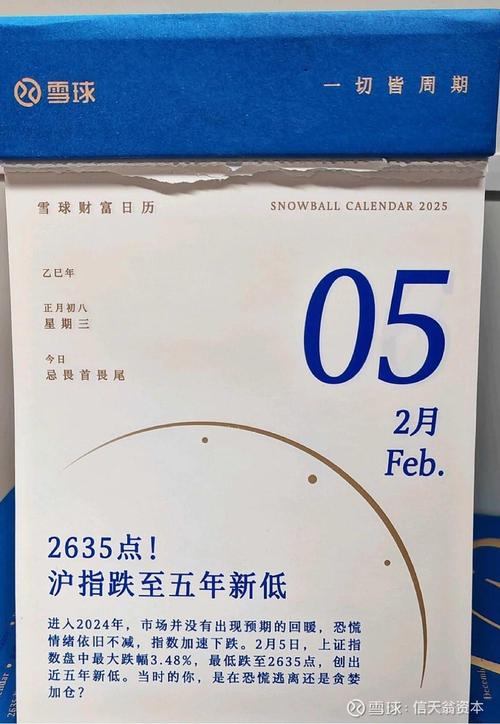 雪球
一切皆周期
雪球财富日历
SNOWBALL CALENDAR 2025
乙巳年
正月初八
星期三
今日
忌畏首畏尾
05
2月
Feb.
2635点！
沪指跌至五年新低
进入2024年，市场并没有出现预期的回暖，恐慌
情绪依旧不减，指数加速下跌。2月5日，上证指
数盘中最大跌幅3.48%，最低跌至2635点，创出
近五年新低。当时的你，是在恐慌逃离还是贪婪
加仓？
雪球：信天翁资本